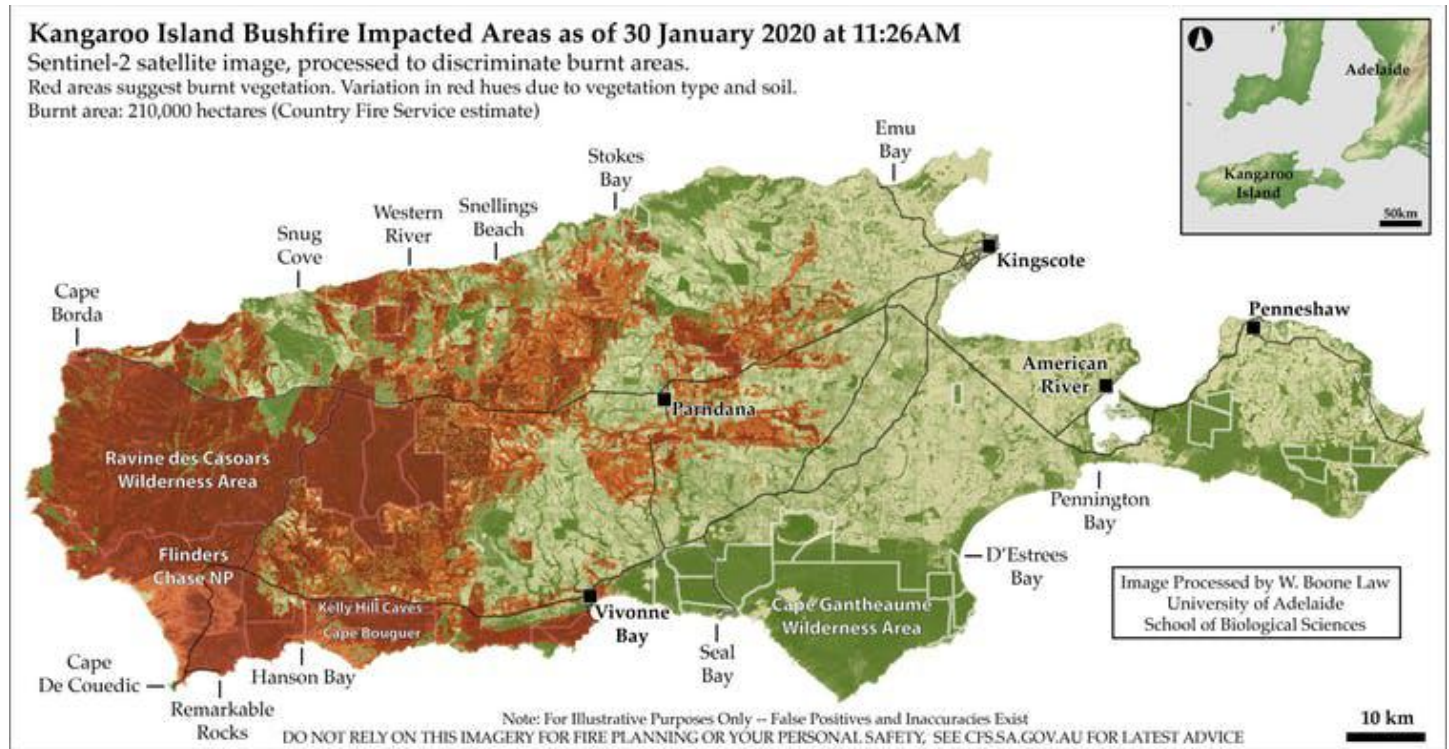 Kangaroo Island Bushfire Impacted Areas as of 30 January 2020 at 11:26AM
Sentinel-2 satellite image, processed to discriminate burnt areas.
Red areas suggest burnt vegetation. Variation in red hues due to vegetation type and soil.
Burnt area: 210,000 hectares (Country Fire Service estimate)
Adelaide
Kangaroo
Island
50km
Emu
Bay
Stokes
Bay
Snellings
Beach
Western
River
Snug
Cove
Cape
Borda
Kingscote
Penneshaw
American
River
Parndana
Ravine des Casoars
Wilderness Area
Flinders
Chase NP
Kelly Hill Caves
Cape Bouguer
Vivonne
Bay
Cape Gantheaume
Wilderness Area
Pennington
Bay
D'Estrees
Bay
Seal
Bay
Hanson Bay
Cape
De Couedic
Remarkable
Rocks
Image Processed by W. Boone Law
University of Adelaide
School of Biological Sciences
10 km
Note: For Illustrative Purposes Only -- False Positives and Inaccuracies Exist
DO NOT RELY ON THIS IMAGERY FOR FIRE PLANNING OR YOUR PERSONAL SAFETY, SEE CFS.SA.GOV.AU FOR LATEST ADVICE